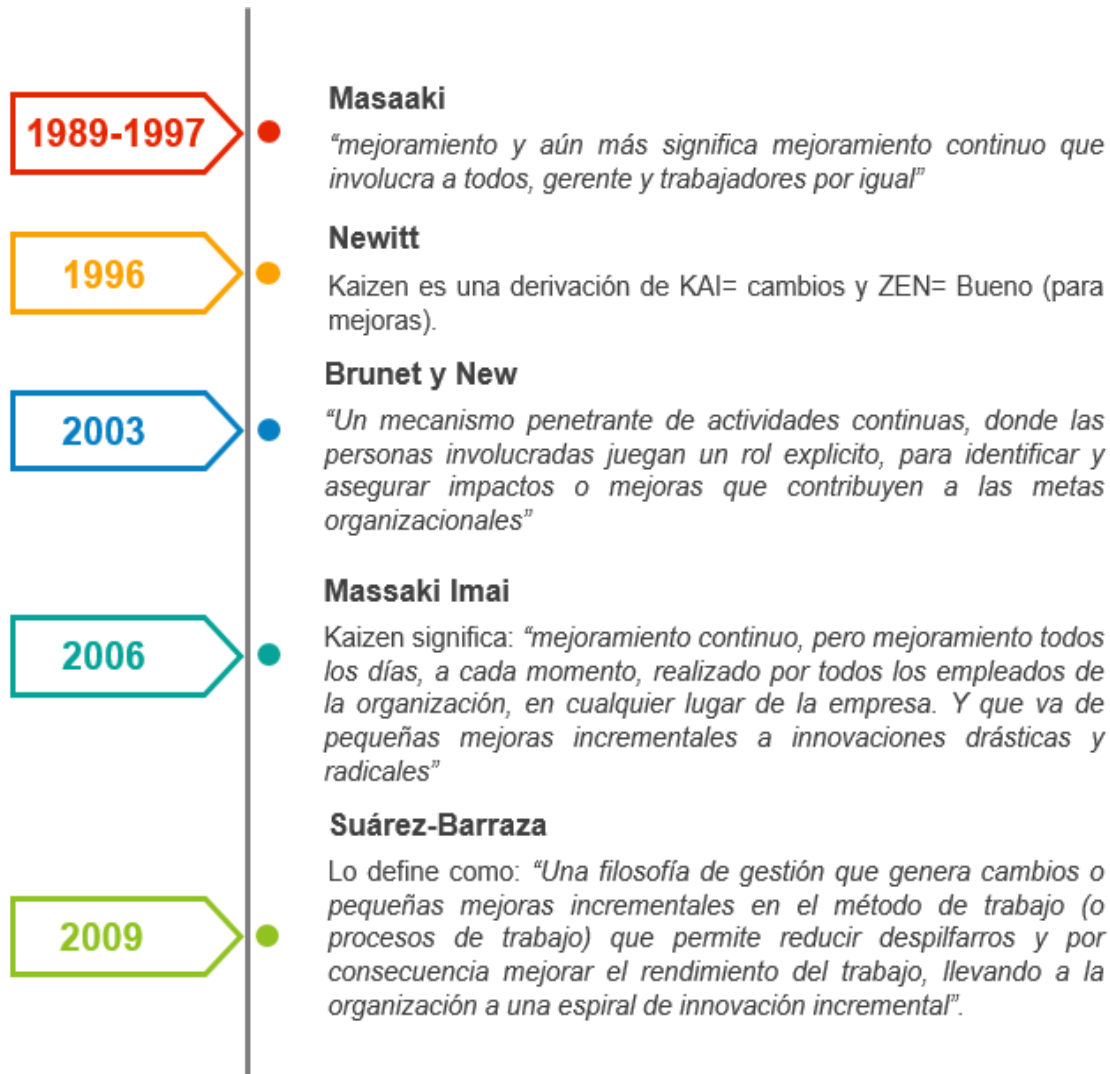 1989-1997
Masaaki
“mejoramiento y aún más significa mejoramiento continuo que
involucra a todos, gerente y trabajadores por igual”
1996
Newitt
Kaizen es una derivación de KAI= cambios y ZEN= Bueno (para
mejoras).
2003
Brunet y New
“Un mecanismo penetrante de actividades continuas, donde las
personas involucradas juegan un rol explicito, para identificar y
asegurar impactos o mejoras que contribuyen a las metas
organizacionales”
2006
Massaki Imai
Kaizen significa: “mejoramiento continuo, pero mejoramiento todos
los días, a cada momento, realizado por todos los empleados de
la organización, en cualquier lugar de la empresa. Y que va de
pequeñas mejoras incrementales a innovaciones drásticas y
radicales”
2009
Suárez-Barraza
Lo define como: “Una filosofía de gestión que genera cambios o
pequeñas mejoras incrementales en el método de trabajo (o
procesos de trabajo) que permite reducir despilfarros y por
consecuencia mejorar el rendimiento del trabajo, llevando a la
organización a una espiral de innovación incremental”.